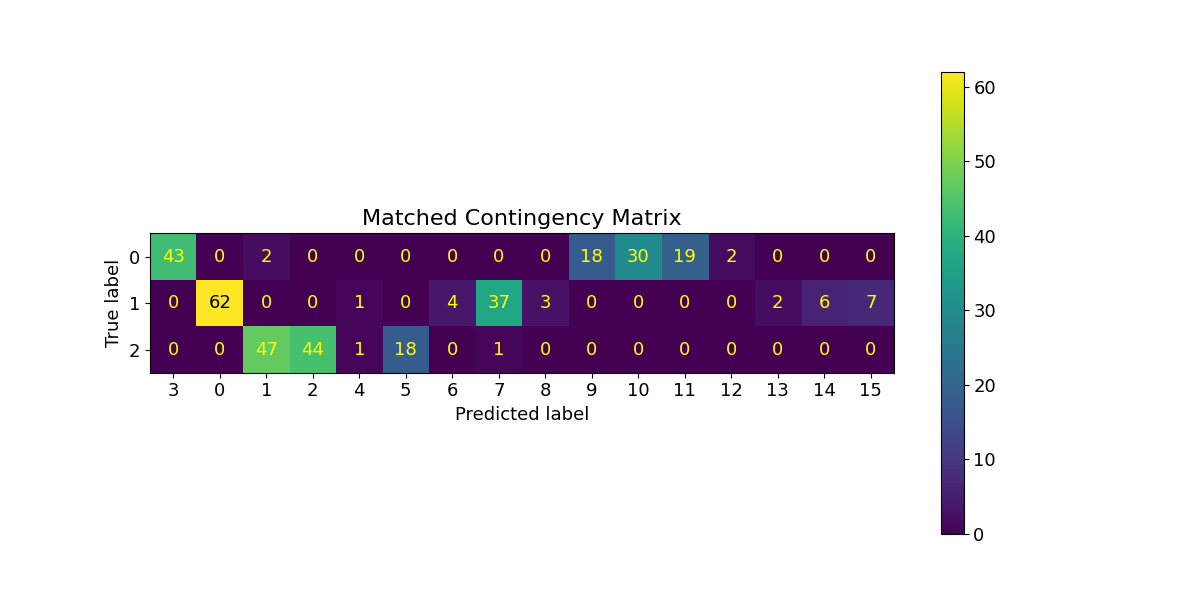 Matched Contingency Matrix
True label
0 43 0 2 0 0 0 0 0 0 18 30 19 2 0 0 0
1 0 62 0 0 1 0 4 37 3 0 0 0 0 2 6 7
2 0 0 47 44 1 18 0 1 0 0 0 0 0 0 0 0
3 0 1 2 4 5 6 7 8 9 10 11 12 13 14 15
Predicted label
60
50
40
30
20
10
0